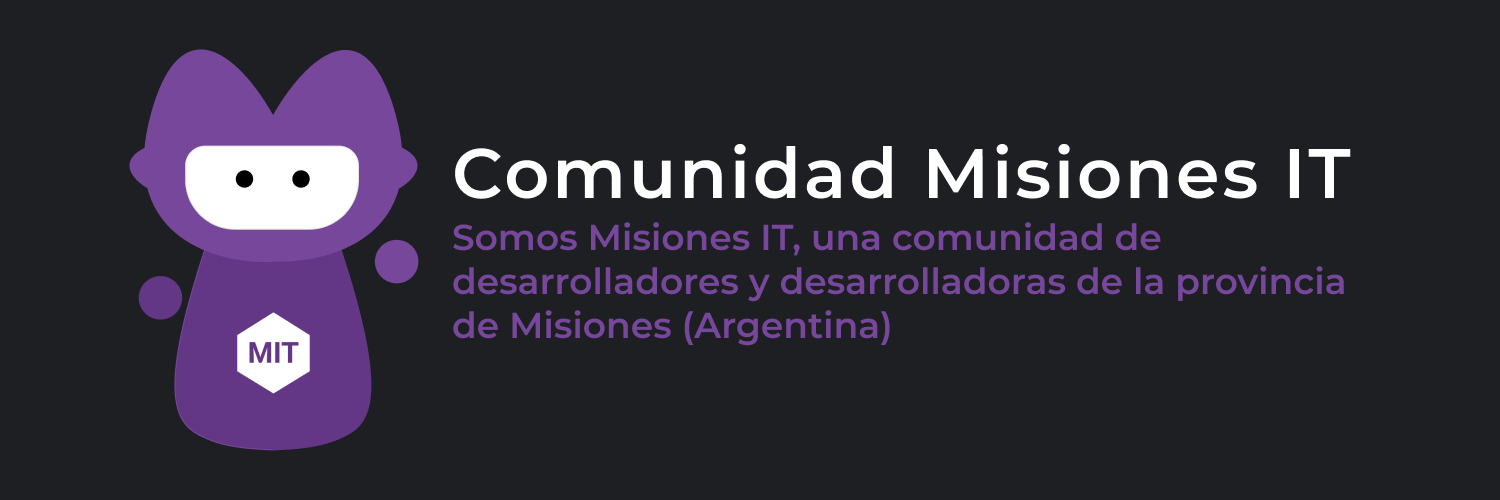 Comunidad Misiones IT
Somos Misiones IT, una comunidad de
desarrolladores y desarrolladoras de la provincia
de Misiones (Argentina)
MIT